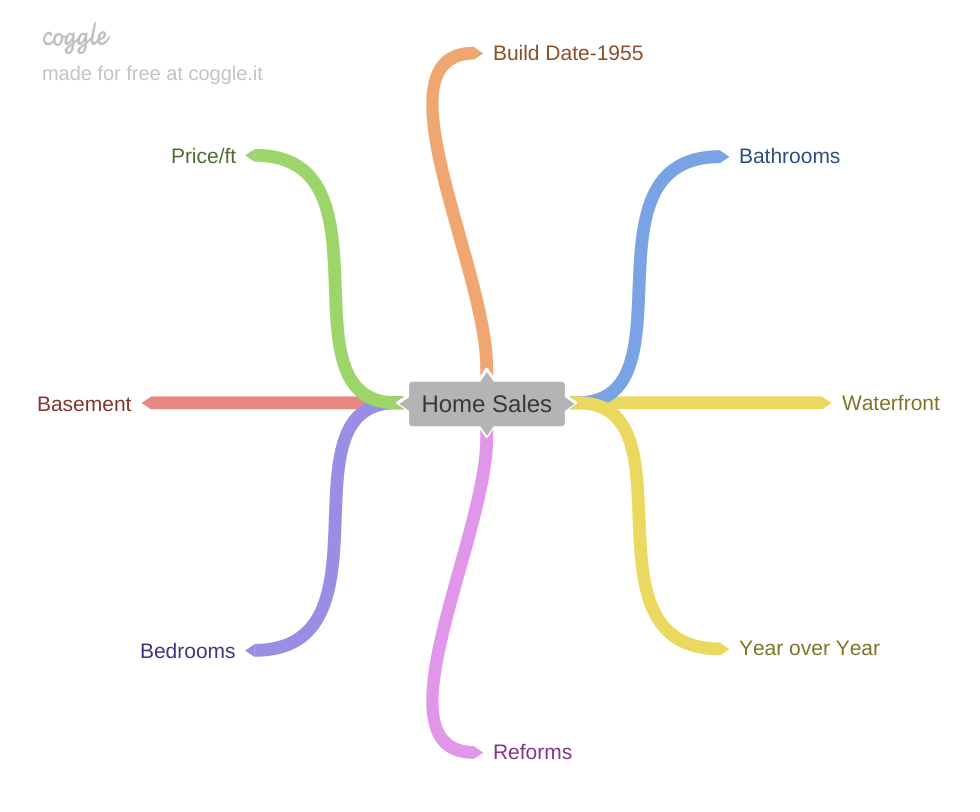 coggle
made for free at coggle.it
Build Date-1955
Price/ft
Bathrooms
Basement
Home Sales
Waterfront
Bedrooms
Year over Year
Reforms